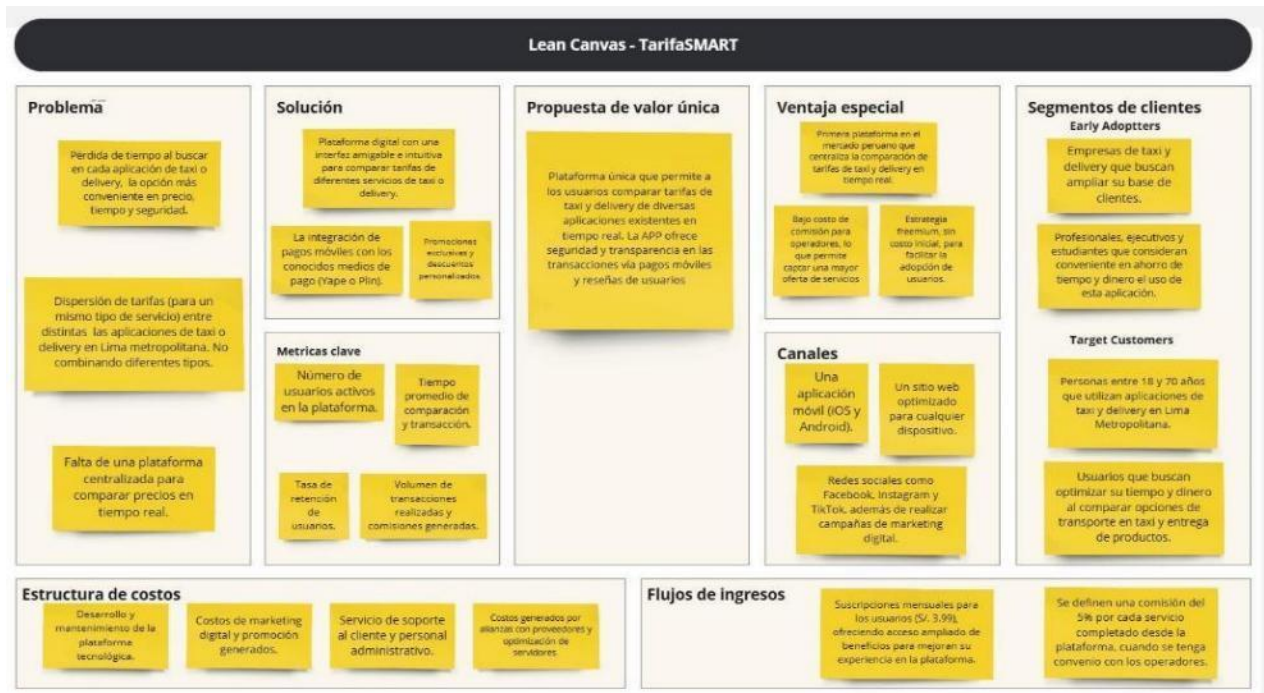 Lean Canvas - TarifaSMART
Problema
Pérdida de tiempo al buscar
en cada aplicación de taxi o
delivery, la opción más
conveniente en precio,
tiempo y seguridad.
Dispersión de tarifas (para un
mismo tipo de servicio) entre
distintas las aplicaciones de taxi o
delivery en Lima metropolitana. No
combinando diferentes tipos.
Falta de una plataforma
centralizada para
comparar precios en
tiempo real.
Solución
Plataforma digital con una
interfaz amigable e intuitiva
para comparar tarifas de
diferentes servicios de taxi o
delivery.
La integración de
pagos móviles con los
conocidos medios de
pago (Yape o Plin).
Promociones
exclusivas y
descuentos
personalizados.
Metricas clave
Número de
usuarios activos
en la plataforma.
Tiempo
promedio de
comparación
y transacción.
Tasa de
retención
de
usuarios.
Volumen de
transacciones
realizadas y
comisiones generadas.
Propuesta de valor única
Plataforma única que permite a
los usuarios comparar tarifas de
taxi y delivery de diversas
aplicaciones existentes en
tiempo real. La APP ofrece
seguridad y transparencia en las
transacciones vía pagos móviles
y reseñas de usuarios
Ventaja especial
Primera plataforma en el
mercado peruano que
centraliza la comparación de
tarifas de taxi y delivery en
tiempo real.
Bajo costo de
comisión para
operadores, lo
que permite
captar una mayor
oferta de servicios
Estrategia
freemium, sin
costo inicial, para
facilitar la
adopción de
usuarios.
Canales
Una
aplicación
móvil (iOS y
Android).
Un sitio web
optimizado
para cualquier
dispositivo.
Redes sociales como
Facebook, Instagram y
TikTok, además de realizar
campañas de marketing
digital.
Segmentos de clientes
Early Adoptters
Empresas de taxi y
delivery que buscan
ampliar su base de
clientes.
Profesionales, ejecutivos y
estudiantes que consideran
conveniente en ahorro de
tiempo y dinero el uso de
esta aplicación.
Target Customers
Personas entre 18 y 70 años
que utilizan aplicaciones de
taxi y delivery en Lima
Metropolitana.
Usuarios que buscan
optimizar su tiempo y dinero
al comparar opciones de
transporte en taxi y entrega
de productos.
Estructura de costos
Desarrollo y
mantenimiento de la
plataforma
tecnológica.
Costos de marketing
digital y promoción
generados.
Servicio de soporte
al cliente y personal
administrativo.
Costos generados por
alianzas con proveedores y
optimización de
servidores.
Flujos de ingresos
Suscripciones mensuales para
los usuarios (S/. 3.99),
ofreciendo acceso ampliado de
beneficios para mejoran su
experiencia en la plataforma.
Se definen una comisión del
5% por cada servicio
completado desde la
plataforma, cuando se tenga
convenio con los operadores.